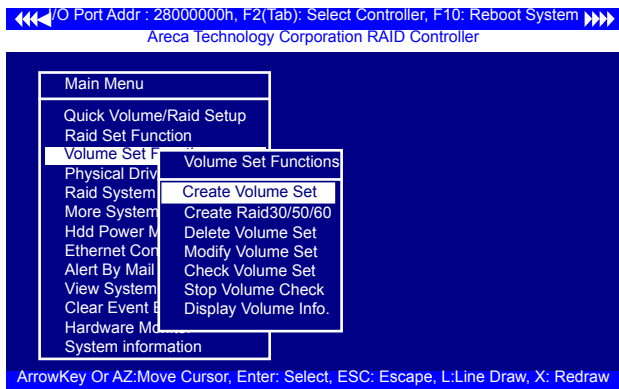 /O Port Addr : 28000000h, F2(Tab): Select Controller, F10: Reboot System
Areca Technology Corporation RAID Controller
Main Menu
Quick Volume/Raid Setup
Raid Set Function
Volume Set F
Physical Driv
Raid System
More System
Hdd Power M
Ethernet Con
Alert By Mail
View System
Clear Event
Hardware Mo
System information
Volume Set Functions
Create Volume Set
Create Raid30/50/60
Delete Volume Set
Modify Volume Set
Check Volume Set
Stop Volume Check
Display Volume Info.
ArrowKey Or AZ:Move Cursor, Enter: Select, ESC: Escape, L:Line Draw, X: Redraw